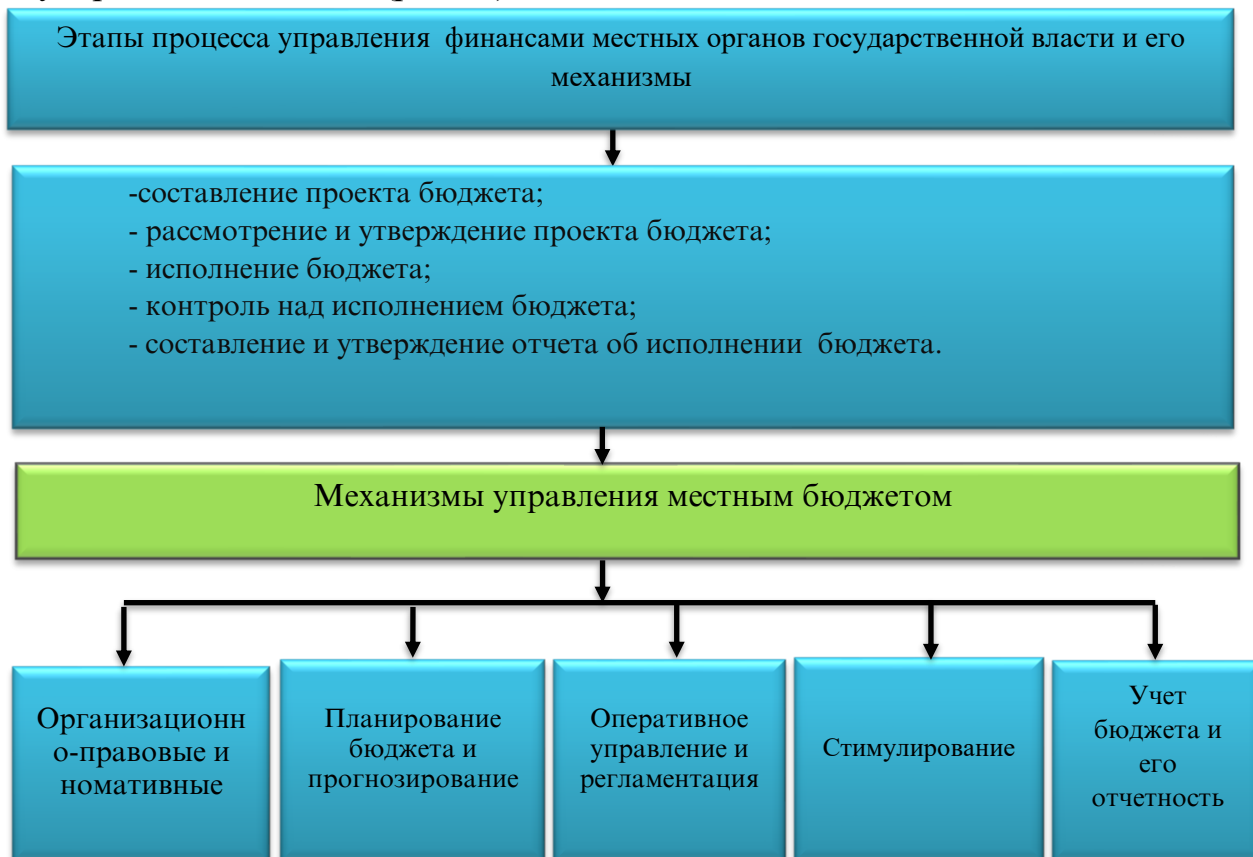 Этапы процесса управления финансами местных органов государственной власти и его
механизмы
-составление проекта бюджета;
- рассмотрение и утверждение проекта бюджета;
- исполнение бюджета;
- контроль над исполнением бюджета;
- составление и утверждение отчета об исполнении бюджета.
Механизмы управления местным бюджетом
Организационн
о-правовые и
номативные
Планирование
бюджета и
прогнозирование
Оперативное
управление и
регламентация
Стимулирование
Учет
бюджета и
его
отчетность